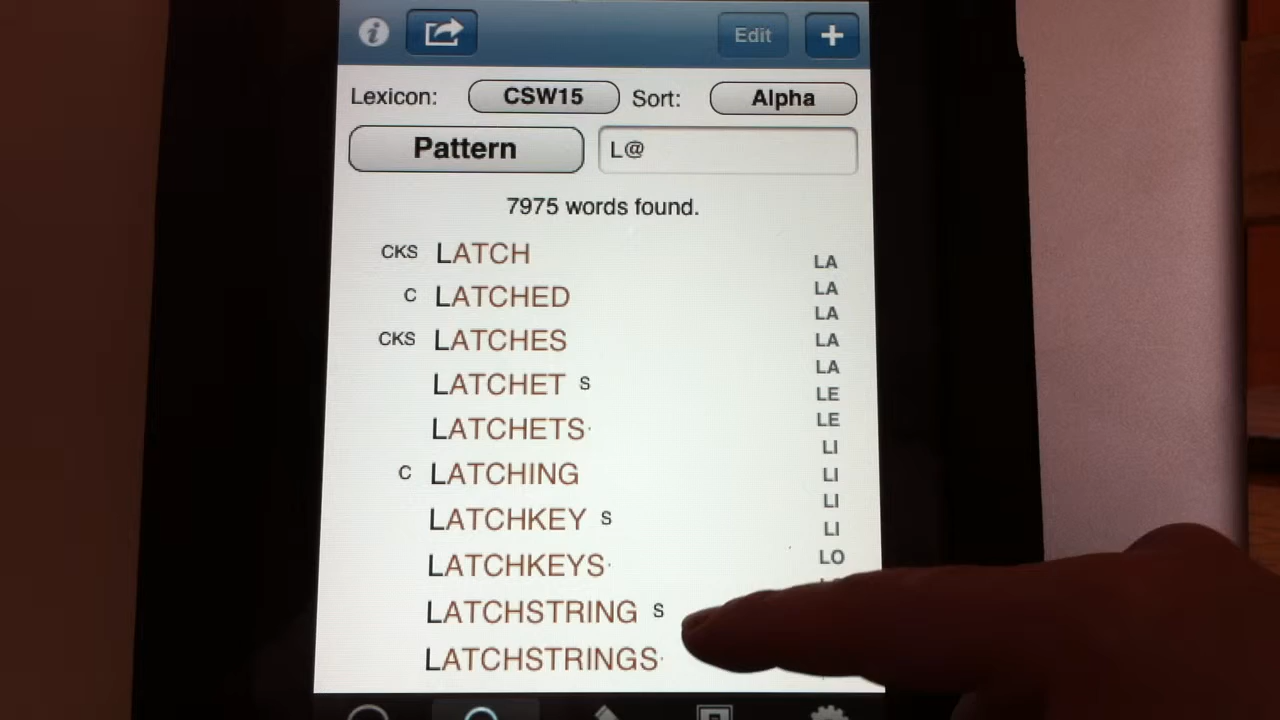 Edit +
Lexicon: CSW15 Sort: Alpha
Pattern L@
7975 words found.
CKS LATCH
LA
C LATCHED
LA
LA
CKS LATCHES LA
LA
LATCHET S
LE
LATCHETS·
LE
LI
C LATCHING LI
LI
LATCHKEY S
LI
LATCHKEYS·
LO
LATCHSTRING S
LATCHSTRINGS·